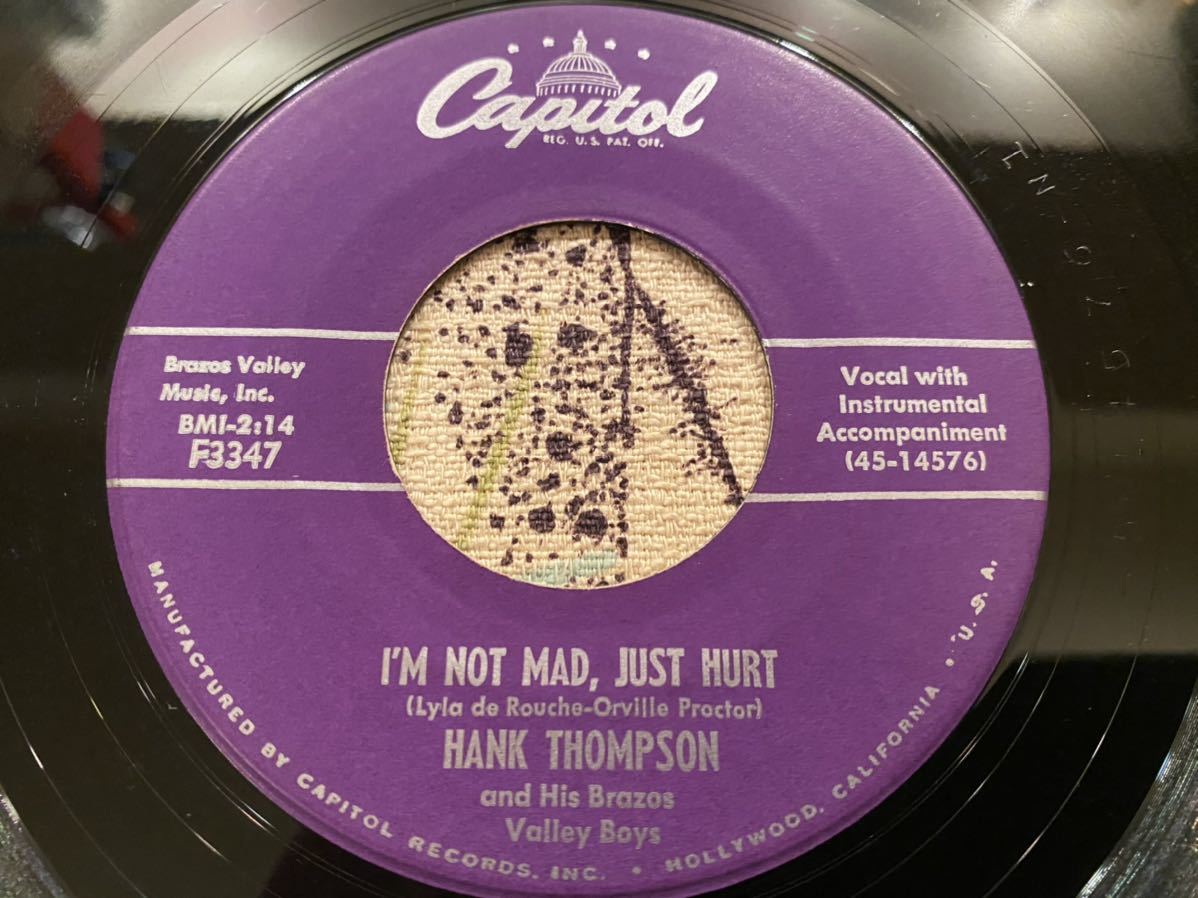 Capitol
REG. U.S. PAT. OFF.
Brazos Valley
Music, Inc.
BMI-2:14
F3347
Vocal with
Instrumental
Accompaniment
(45-14576)
I'M NOT MAD, JUST HURT
(Lyla de Rouche-Orville Proctor)
HANK THOMPSON
and His Brazos
Valley Boys
MANUFACTURED BY CAPITOL RECORDS, INC. • HOLLYWOOD, CALIFORNIA • U.S.A.